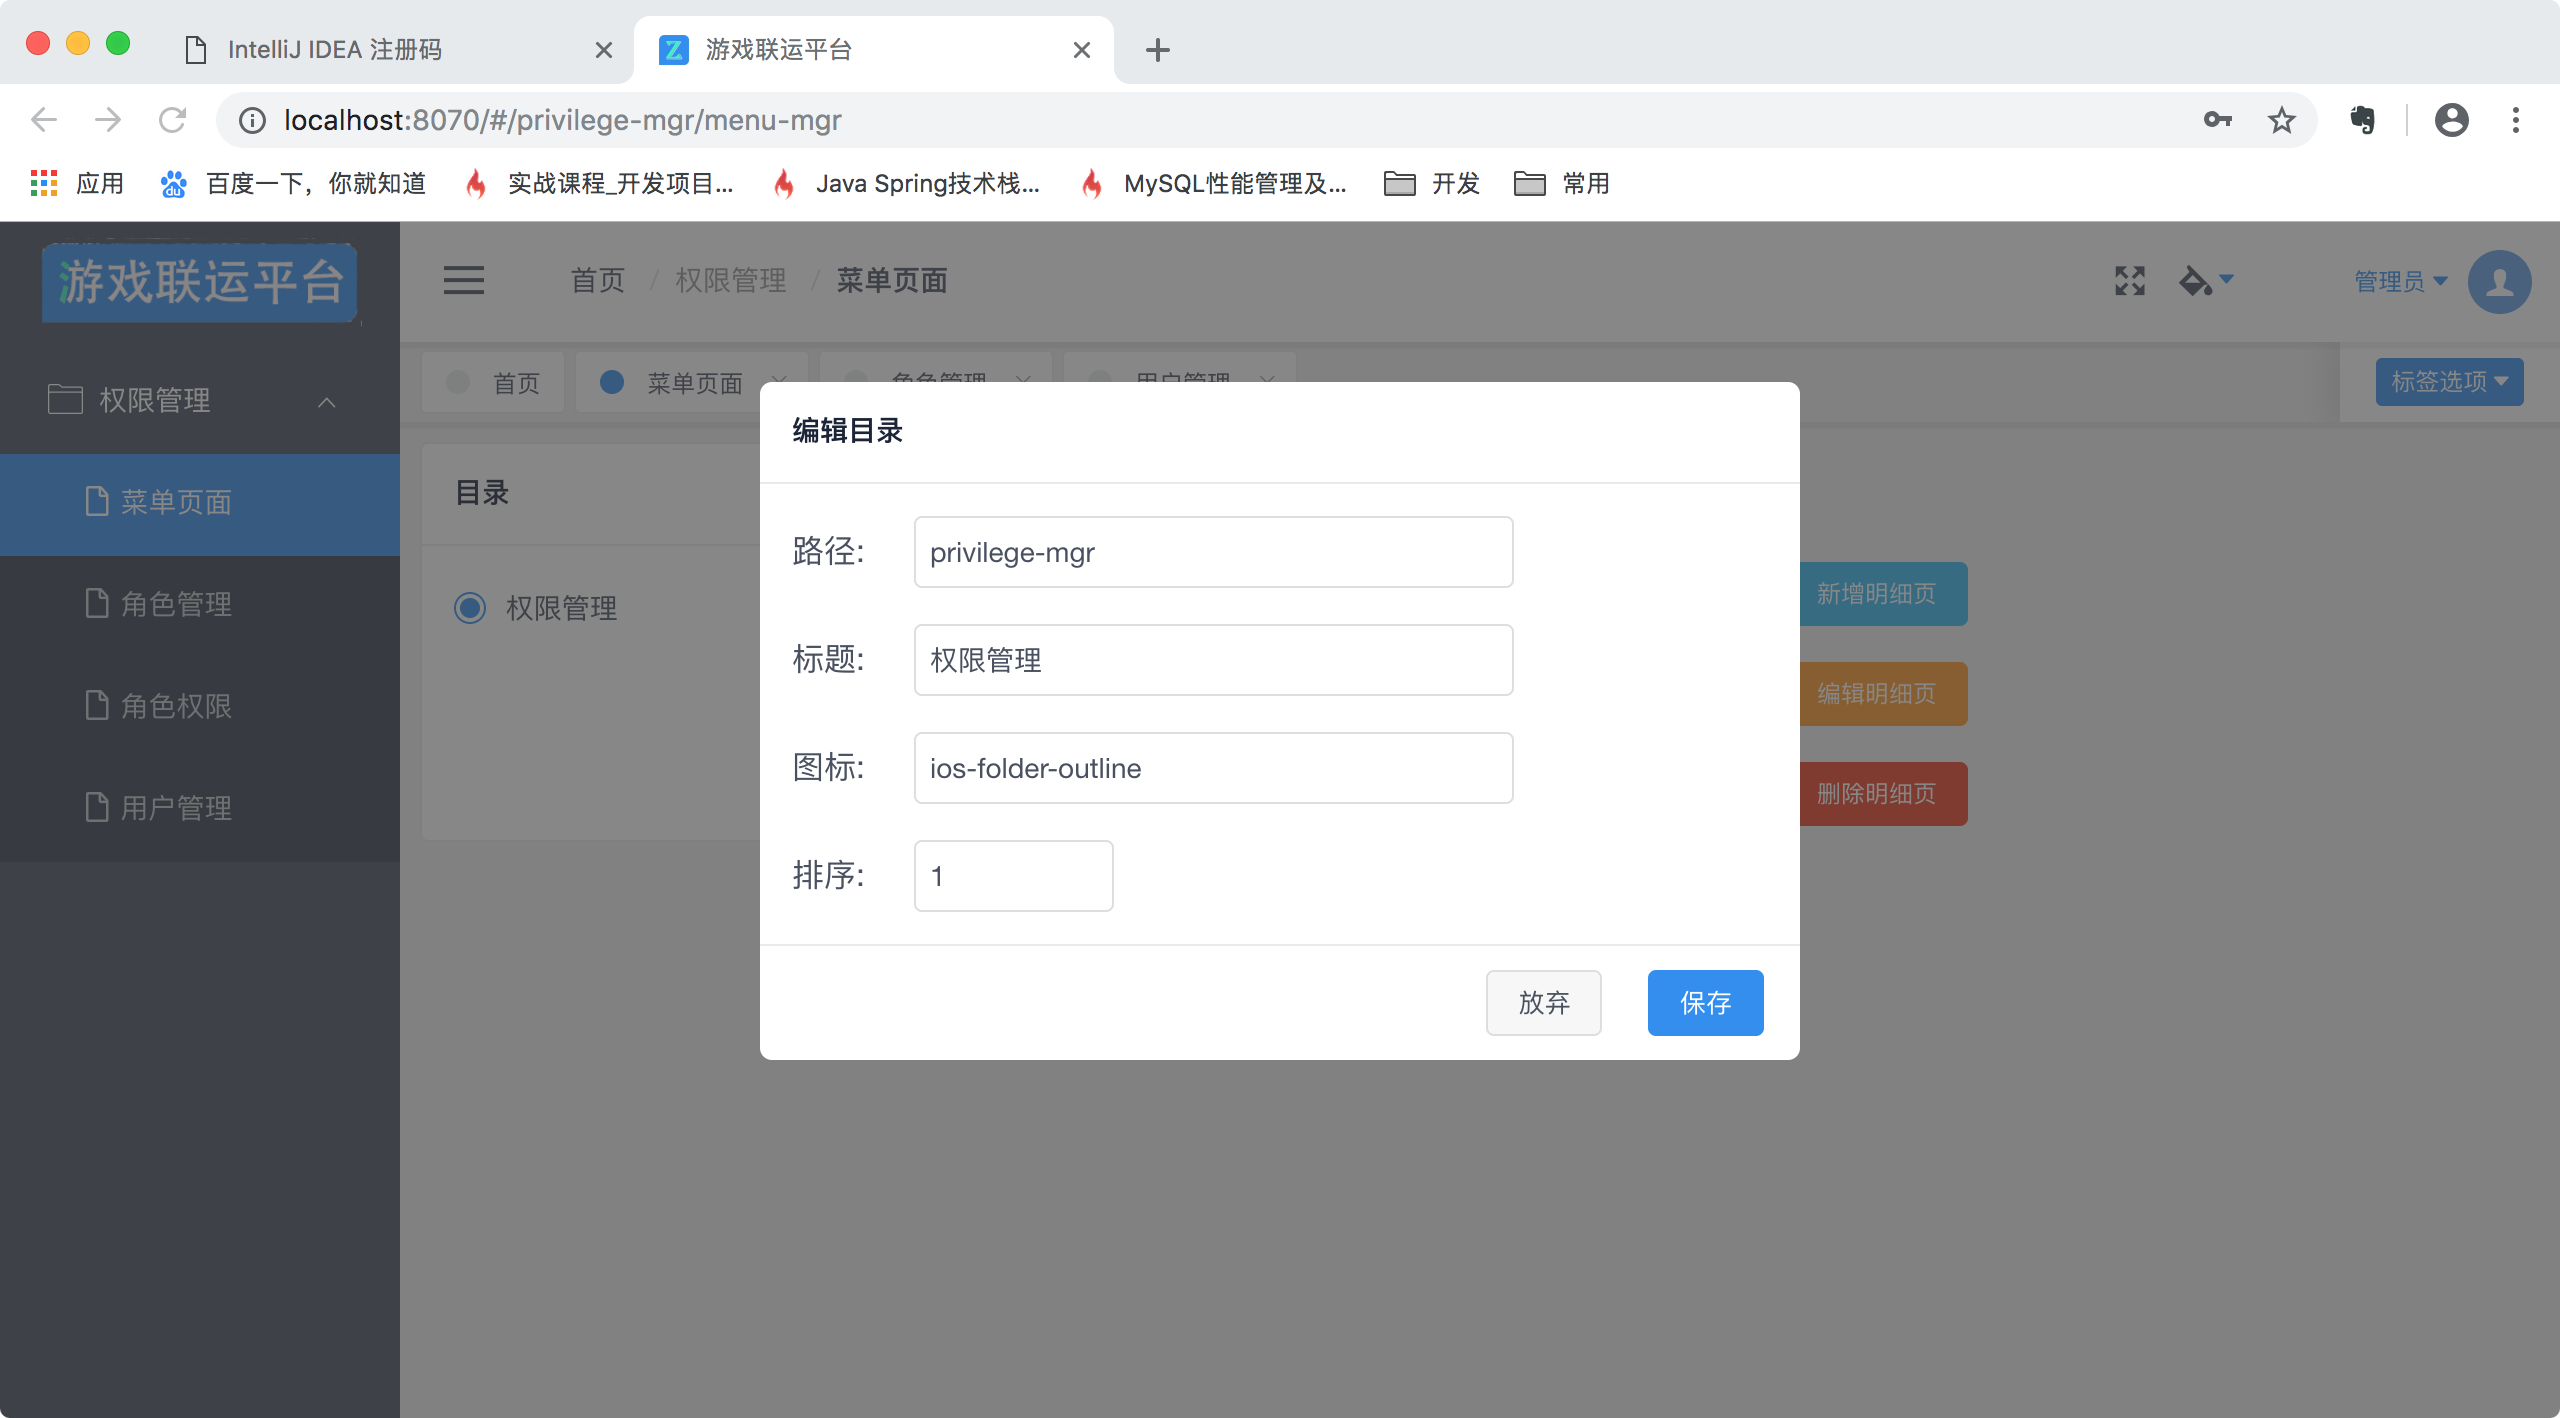 IntelliJ IDEA 注册码
游戏联运平台
localhost:8070/#/privilege-mgr/menu-mgr
应用
百度一下，你就知道
实战课程_开发项目...
Java Spring技术栈...
MySQL性能管理及...
开发
常用
游戏联运平台
首页 / 权限管理 / 菜单页面
管理员
权限管理
菜单页面
角色管理
角色权限
用户管理
首页
菜单页面
角色管理
用户管理
标签选项
目录
权限管理
新增明细页
编辑明细页
删除明细页
编辑目录
路径: privilege-mgr
标题: 权限管理
图标: ios-folder-outline
排序: 1
放弃
保存